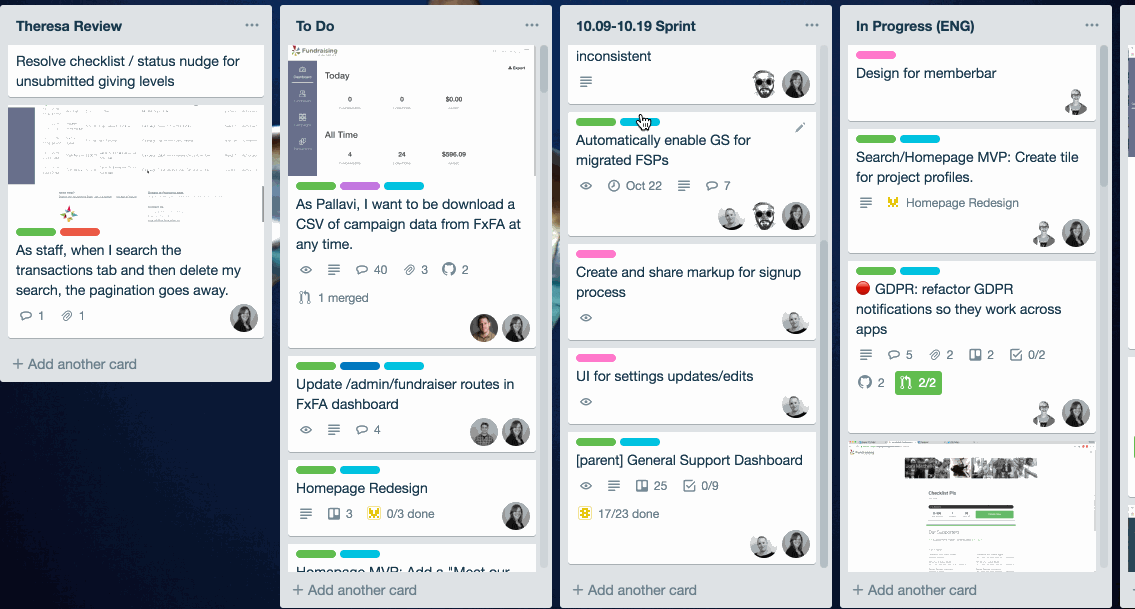 Theresa Review
Resolve checklist / status nudge for
unsubmitted giving levels
As staff, when I search the
transactions tab and then delete my
search, the pagination goes away.
1
1
+ Add another card
To Do
Fundraising
Dashboard
Export
Today
0
0
$0.00
All Time
4
24
$596.09
As Pallavi, I want to be download a
CSV of campaign data from FxFA at
any time.
40
3
2
1 merged
Update /admin/fundraiser routes in
FxFA dashboard
4
Homepage Redesign
3
0/3 done
Homepage MVP: Add a "Meet our
+ Add another card
10.09-10.19 Sprint
inconsistent
Automatically enable GS for
migrated FSPs
Oct 22
7
Create and share markup for signup
process
UI for settings updates/edits
[parent] General Support Dashboard
25
0/9
17/23 done
+ Add another card
In Progress (ENG)
Design for memberbar
Search/Homepage MVP: Create tile
for project profiles.
Homepage Redesign
GDPR: refactor GDPR
notifications so they work across
apps
5
2
2
0/2
2
2/2
Fundraising
Checklist Pls
Our Supporters
+ Add another card